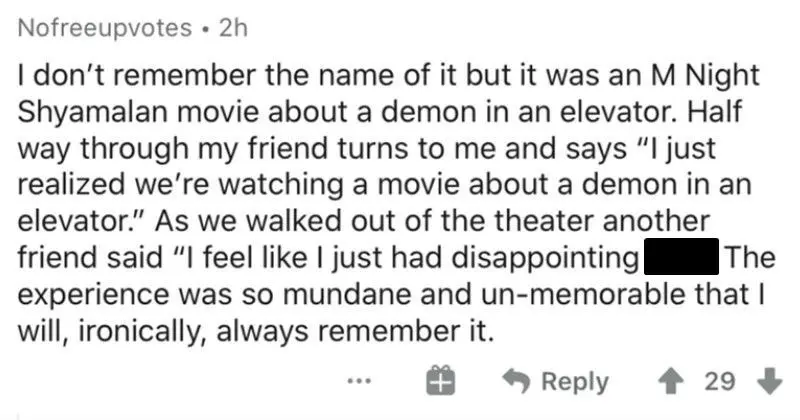 Nofreeupvotes • 2h
I don't remember the name of it but it was an M Night
Shyamalan movie about a demon in an elevator. Half
way through my friend turns to me and says “I just
realized we're watching a movie about a demon in an
elevator.” As we walked out of the theater another
friend said “I feel like I just had disappointing The
experience was so mundane and un-memorable that I
will, ironically, always remember it.
... Reply 29